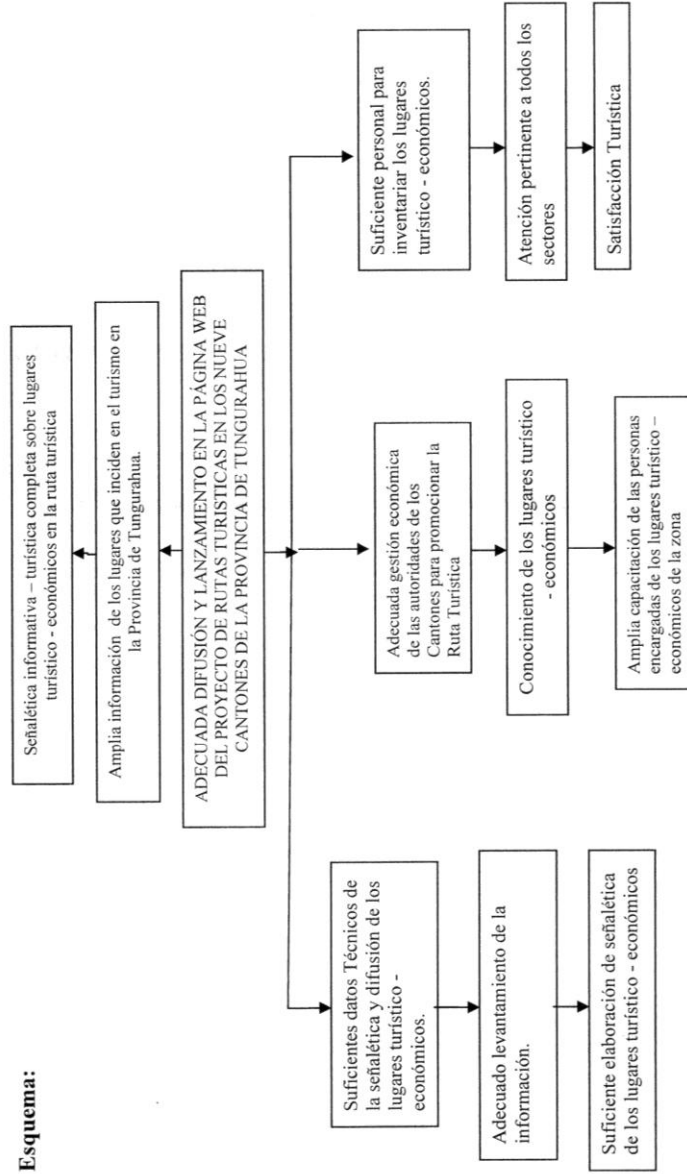 Esquema:
Señalética informativa – turística completa sobre lugares
turístico - económicos en la ruta turística
Amplia información de los lugares que inciden en el turismo en
la Provincia de Tungurahua.
ADECUADA DIFUSIÓN Y LANZAMIENTO EN LA PÁGINA WEB
DEL PROYECTO DE RUTAS TURISTICAS EN LOS NUEVE
CANTONES DE LA PROVINCIA DE TUNGURAHUA
Suficientes datos Técnicos de
la señalética y difusión de los
lugares turístico -
económicos.
Adecuado levantamiento de la
información.
Suficiente elaboración de señalética
de los lugares turístico - económicos
Adecuada gestión económica
de las autoridades de los
Cantones para promocionar la
Ruta Turística
Conocimiento de los lugares turístico
- económicos
Amplia capacitación de las personas
encargadas de los lugares turístico –
económicos de la zona
Suficiente personal para
inventariar los lugares
turístico - económicos.
Atención pertinente a todos los
sectores
Satisfacción Turística